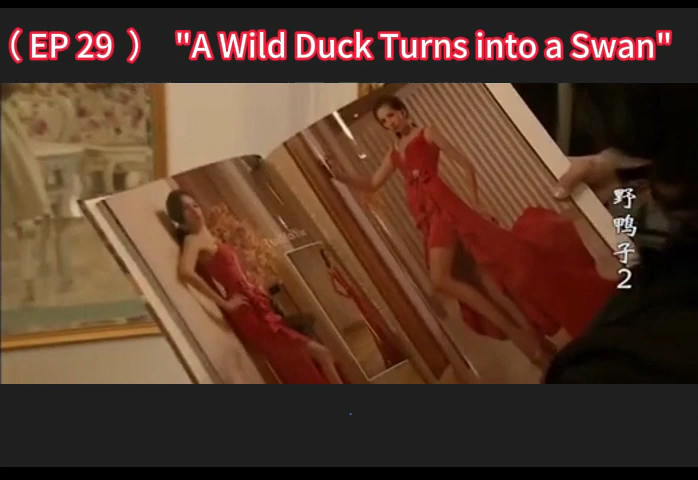 （ EP 29 ） "A Wild Duck Turns into a Swan"
野鸭子2